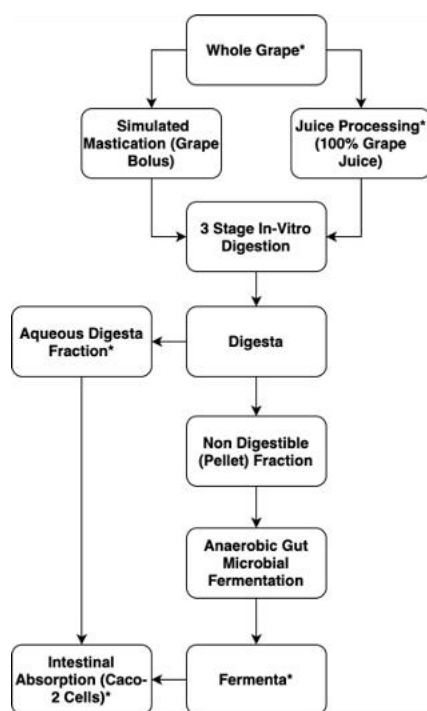 Whole Grape*
Simulated
Mastication (Grape
Bolus)
Juice Processing*
(100% Grape
Juice)
3 Stage In-Vitro
Digestion
Aqueous Digesta
Fraction*
Digesta
Non Digestible
(Pellet) Fraction
Anaerobic Gut
Microbial
Fermentation
Intestinal
Absorption (Caco-
2 Cells)*
Fermenta*